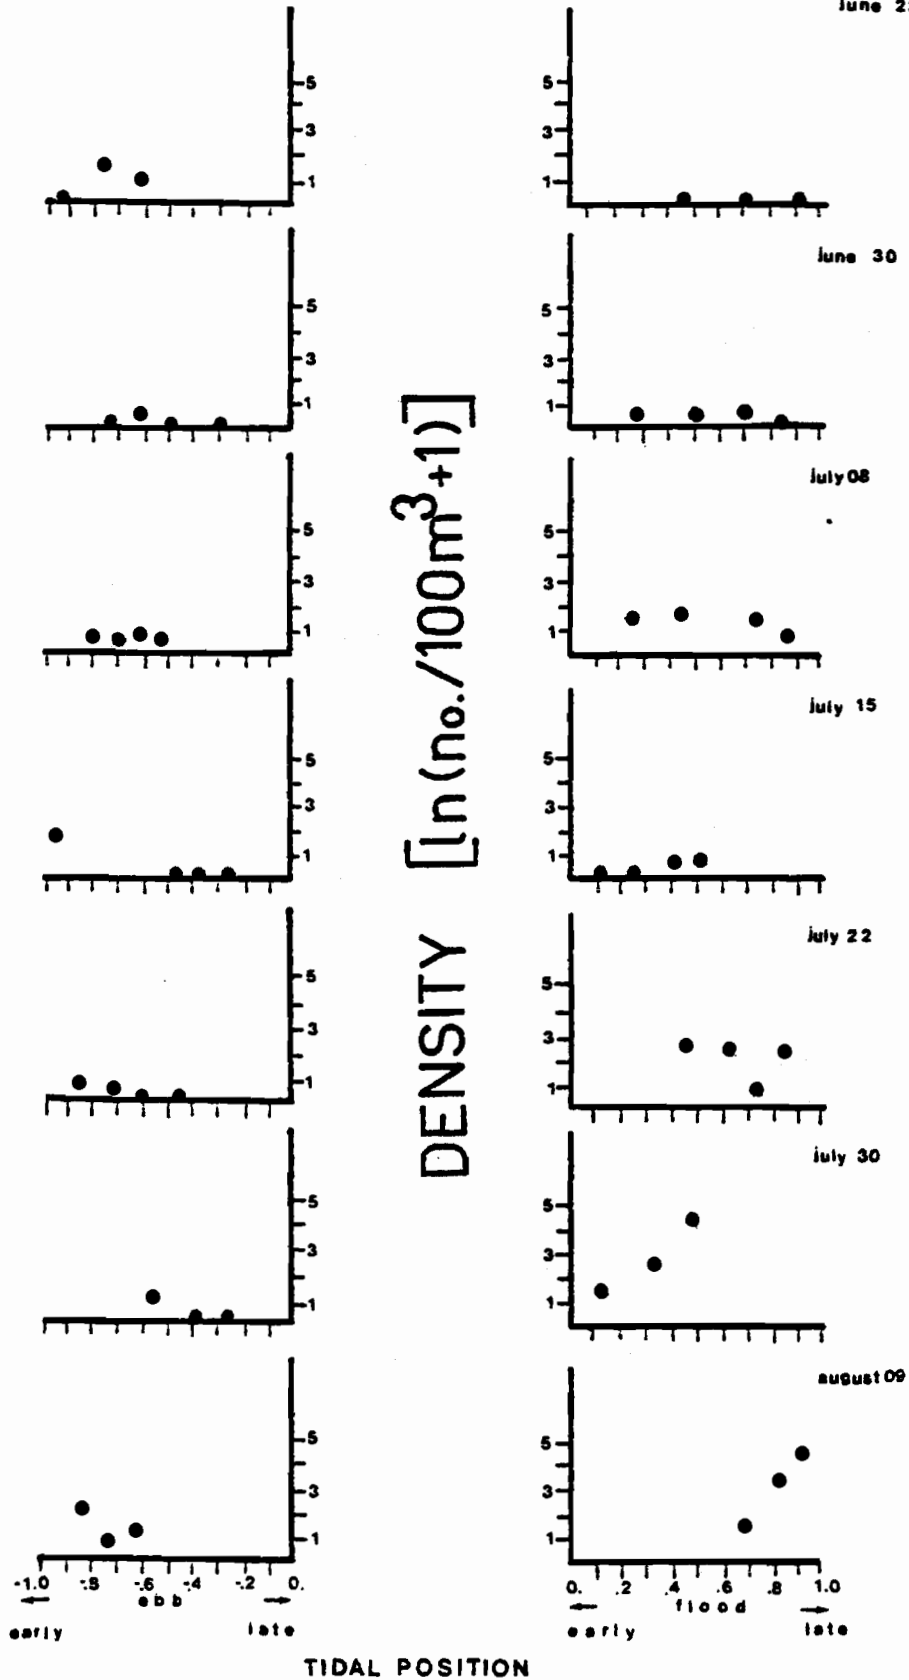 june 2
5 5
3 3
1 1
june 30
5 5
3 3
1 1
july 08
5 5
3 3
1 1
july 15
5 5
3 3
1 1
july 22
5 5
3 3
1 1
july 30
5 5
3 3
1 1
august 09
5 5
3 3
1 1
DENSITY [ln(no./100m³+1)]
-1.0 -.8 -.6 -.4 -.2 0. 0. .2 .4 .6 .8 1.0
ebb flood
early late early late
TIDAL POSITION